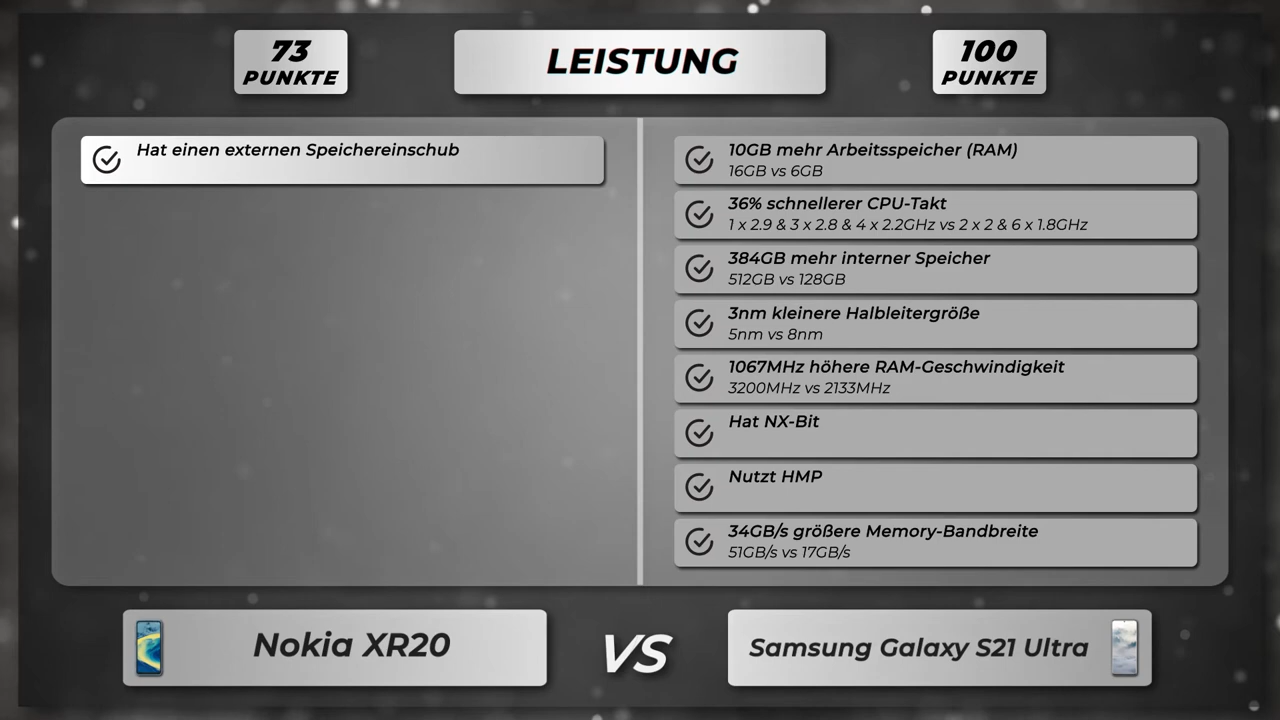 73
PUNKTE
LEISTUNG
100
PUNKTE
Hat einen externen Speichereinschub
10GB mehr Arbeitsspeicher (RAM)
16GB vs 6GB
36% schnellerer CPU-Takt
1 x 2.9 & 3 x 2.8 & 4 x 2.2GHz vs 2 x 2 & 6 x 1.8GHz
384GB mehr interner Speicher
512GB vs 128GB
3nm kleinere Halbleitergröße
5nm vs 8nm
1067MHz höhere RAM-Geschwindigkeit
3200MHz vs 2133MHz
Hat NX-Bit
Nutzt HMP
34GB/s größere Memory-Bandbreite
51GB/s vs 17GB/s
Nokia XR20
VS
Samsung Galaxy S21 Ultra